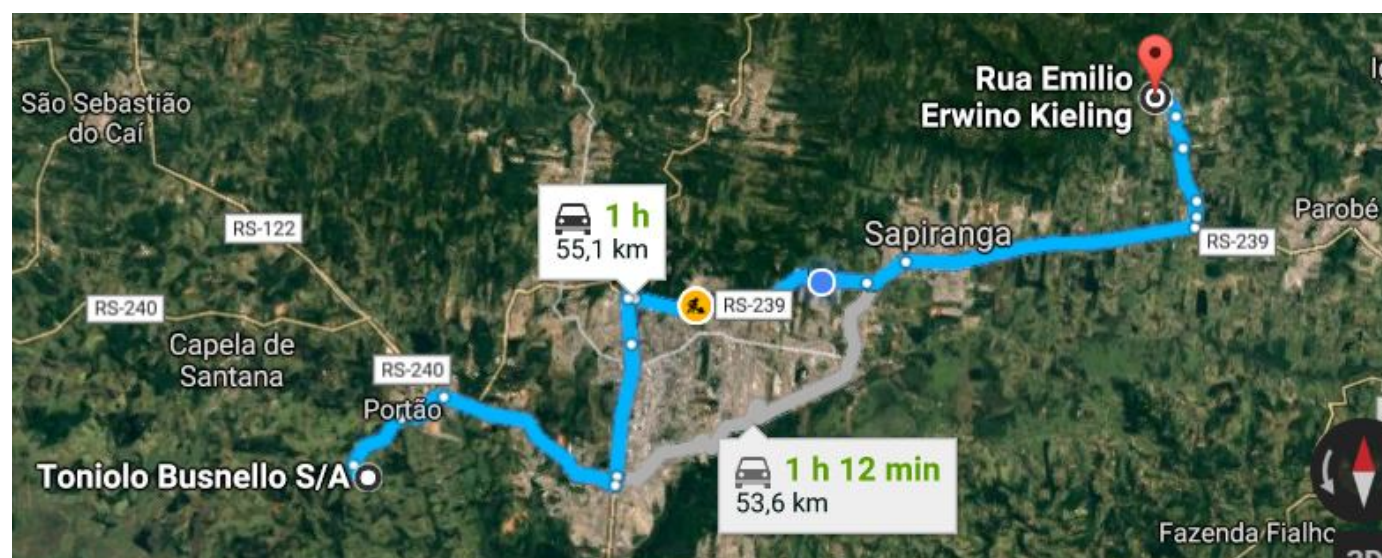 São Sebastião
do Caí
RS-122
RS-240
Capela de
Santana
RS-240
Portão
Toniolo Busnello S/A
1 h
55,1 km
RS-239
Sapiranga
1 h 12 min
53,6 km
Rua Emilio
Erwino Kieling
Parobé
RS-239
Fazenda Fialho